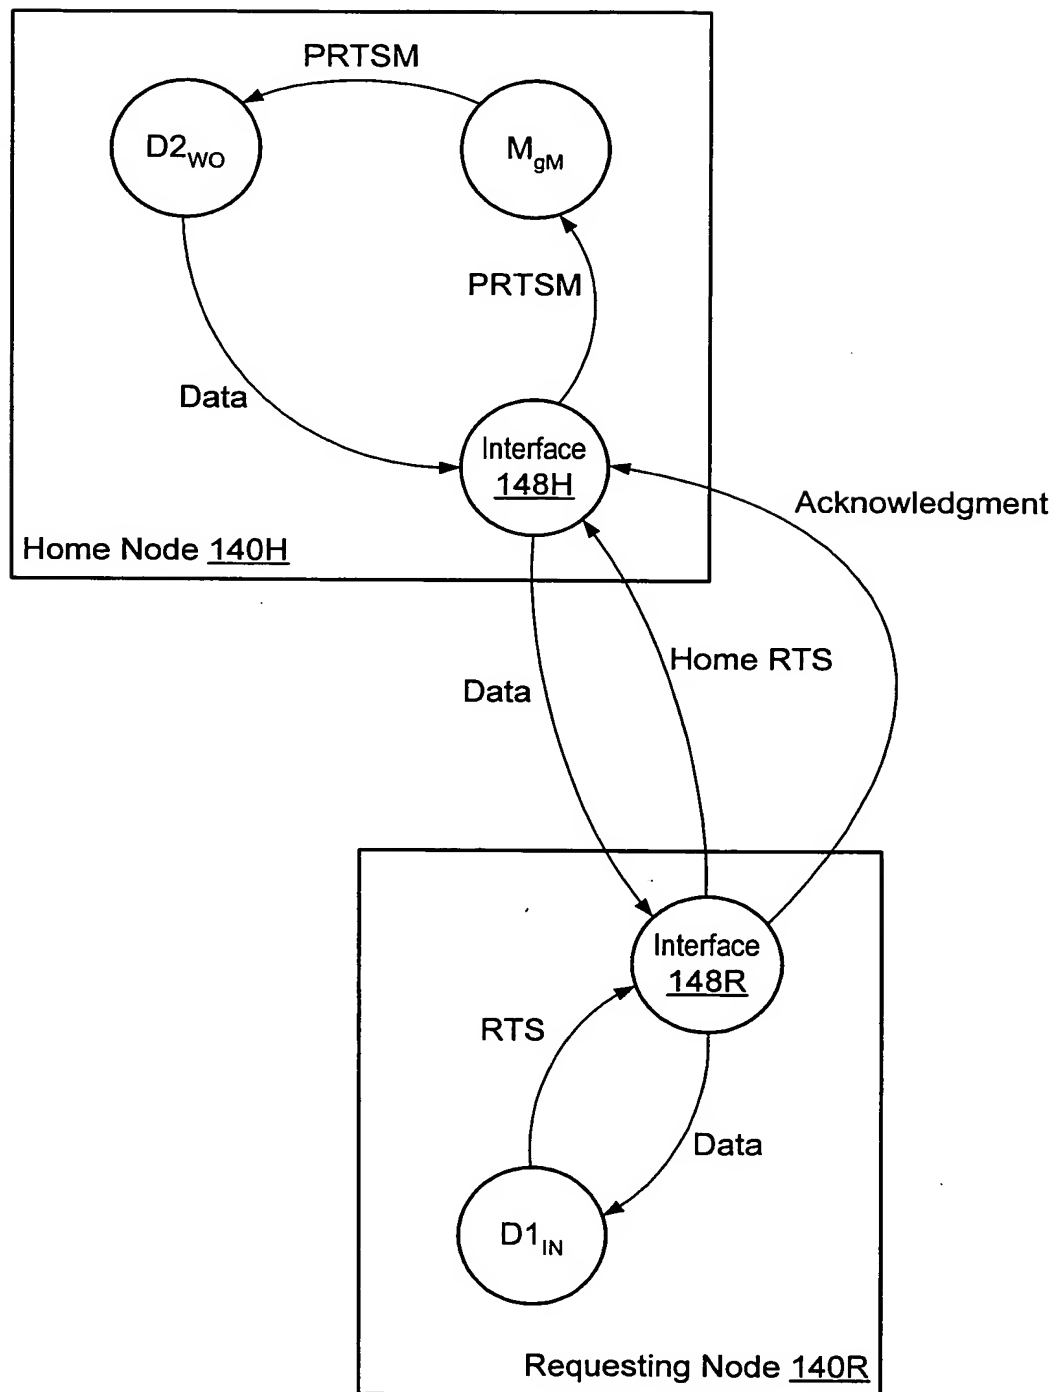 PRTSM
D2WO
MgM
PRTSM
Data
Interface
148H
Acknowledgment
Home Node 140H
Home RTS
Data
Interface
148R
RTS
Data
D1IN
Requesting Node 140R